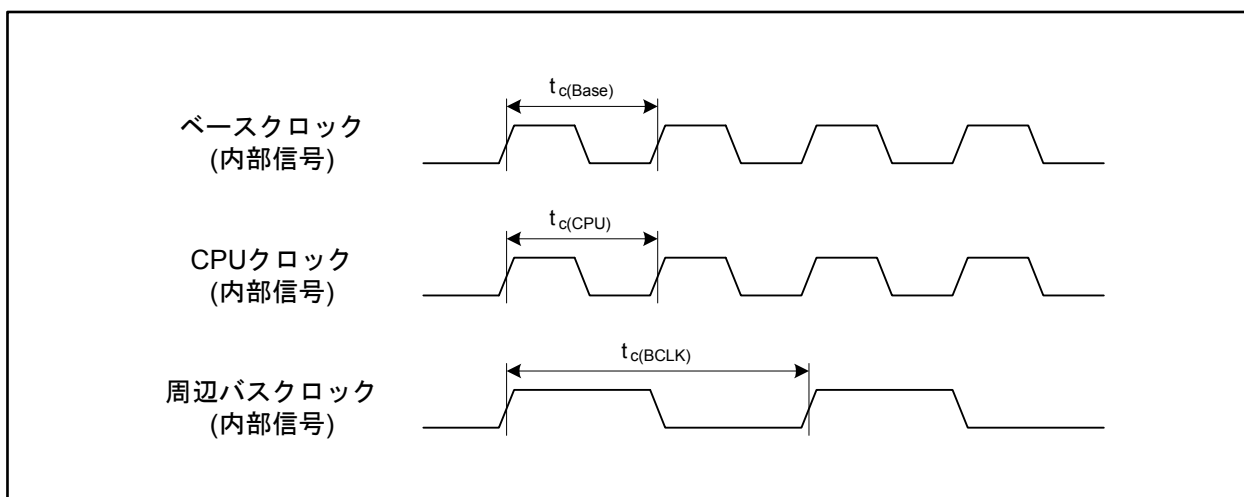 t c(Base)
ベースクロック
(内部信号)
t c(CPU)
CPUクロック
(内部信号)
t c(BCLK)
周辺バスクロック
(内部信号)